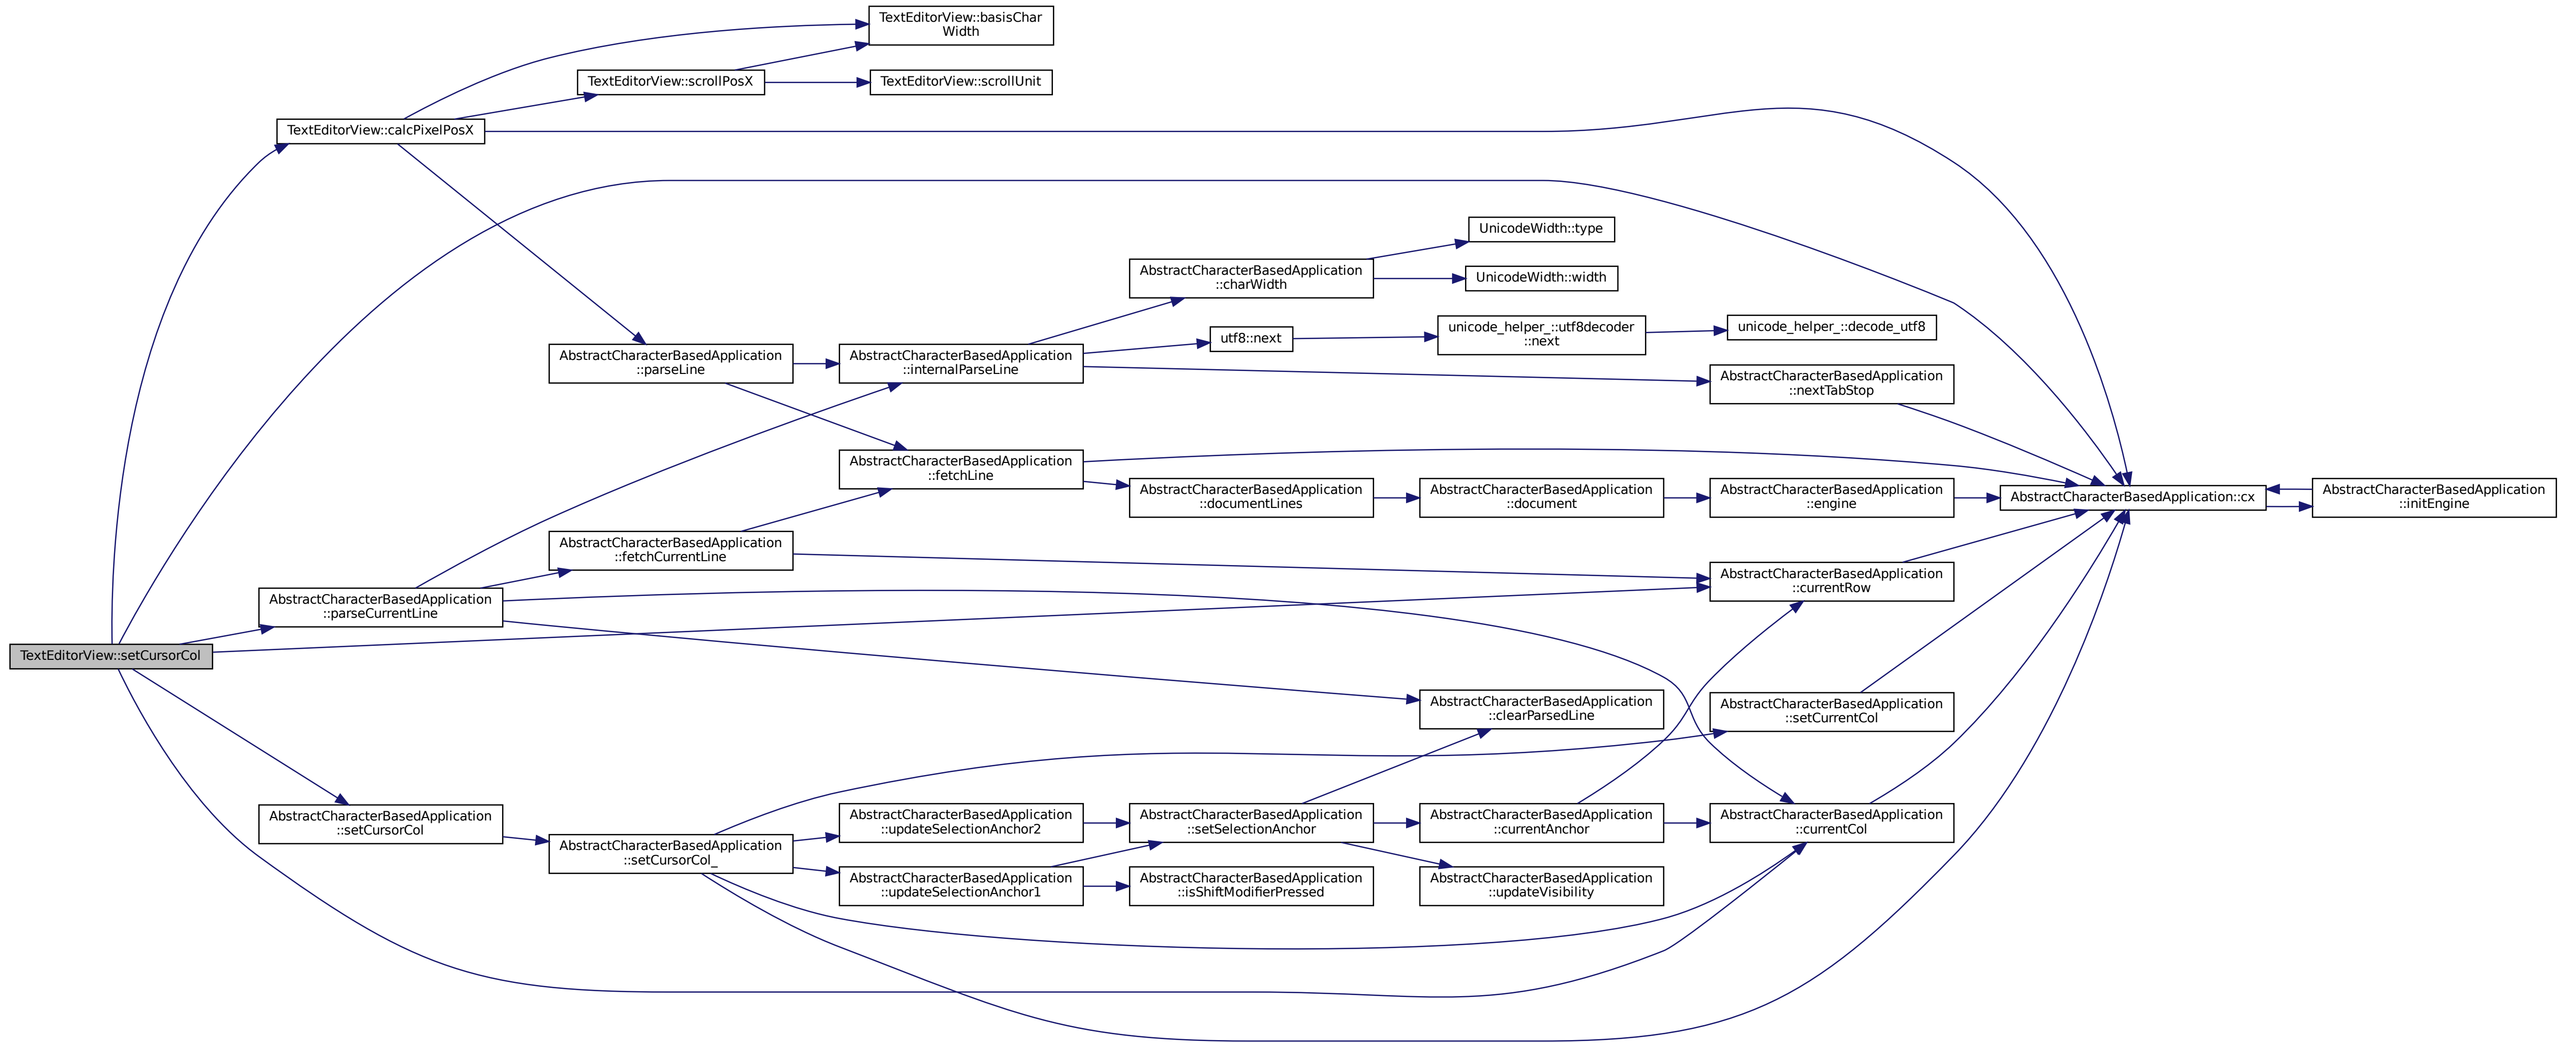 TextEditorView::basisChar
Width
TextEditorView::scrollPosX
TextEditorView::scrollUnit
TextEditorView::calcPixelPosX
UnicodeWidth::type
AbstractCharacterBasedApplication
::charWidth
UnicodeWidth::width
utf8::next
unicode_helper_::utf8decoder
::next
unicode_helper_::decode_utf8
AbstractCharacterBasedApplication
::parseLine
AbstractCharacterBasedApplication
::internalParseLine
AbstractCharacterBasedApplication
::nextTabStop
AbstractCharacterBasedApplication
::fetchLine
AbstractCharacterBasedApplication
::documentLines
AbstractCharacterBasedApplication
::document
AbstractCharacterBasedApplication
::engine
AbstractCharacterBasedApplication::cx
AbstractCharacterBasedApplication
::initEngine
AbstractCharacterBasedApplication
::fetchCurrentLine
AbstractCharacterBasedApplication
::currentRow
AbstractCharacterBasedApplication
::parseCurrentLine
TextEditorView::setCursorCol
AbstractCharacterBasedApplication
::clearParsedLine
AbstractCharacterBasedApplication
::setCurrentCol
AbstractCharacterBasedApplication
::setCursorCol
AbstractCharacterBasedApplication
::setCursorCol_
AbstractCharacterBasedApplication
::updateSelectionAnchor2
AbstractCharacterBasedApplication
::setSelectionAnchor
AbstractCharacterBasedApplication
::currentAnchor
AbstractCharacterBasedApplication
::currentCol
AbstractCharacterBasedApplication
::updateSelectionAnchor1
AbstractCharacterBasedApplication
::isShiftModifierPressed
AbstractCharacterBasedApplication
::updateVisibility